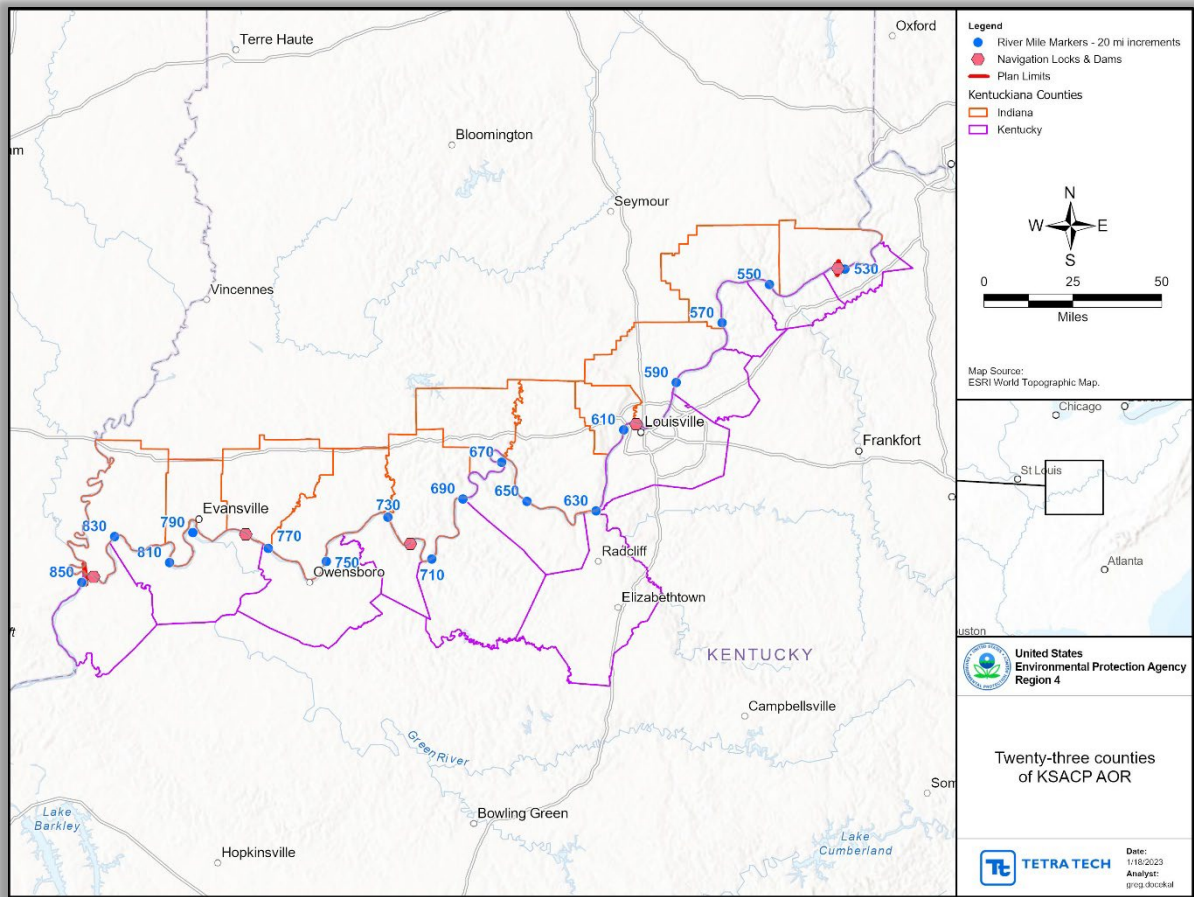 Oxford
Terre Haute
Bloomington
am
Seymour
Vincennes
550
530
570
590
610
Louisville
Frankfort
670
Evansville
690
650
630
730
790
830
770
810
750
Radcliff
850
710
Owensboro
Elizabethtown
KENTUCKY
Campbellsville
Green River
Som
Lake
Barkley
Bowling Green
Lake
Cumberland
Hopkinsville
Legend
River Mile Markers - 20 mi increments
Navigation Locks & Dams
Plan Limits
Kentuckiana Counties
Indiana
Kentucky
N
W E
S
0 25 50
Miles
Map Source:
ESRI World Topographic Map.
Chicago
St Louis
Atlanta
ouston
United States
Environmental Protection Agency
Region 4
Twenty-three counties
of KSACP AOR
Tt TETRA TECH
Date:
1/18/2023
Analyst:
greg.docekal